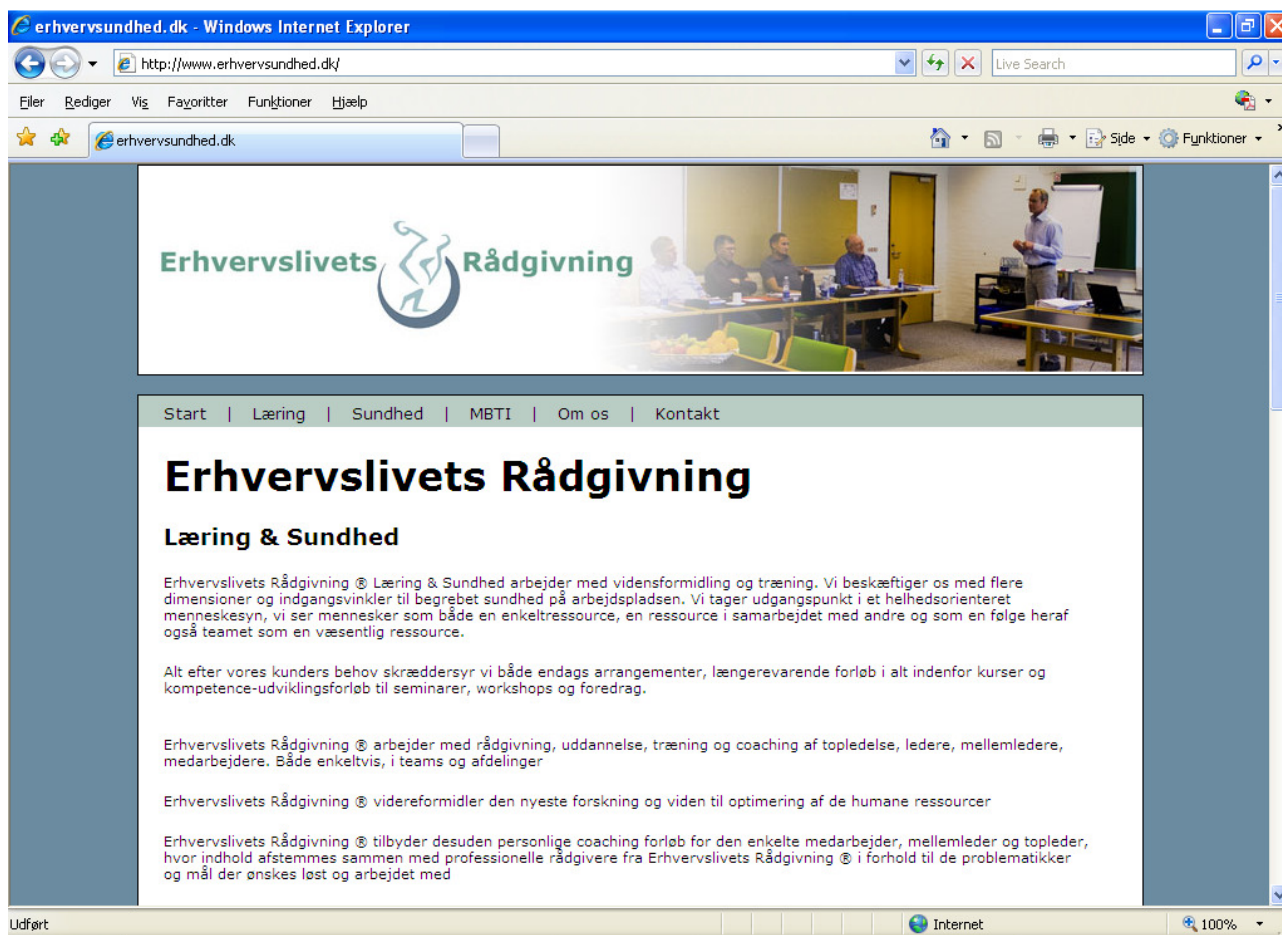 erhvervsundhed.dk - Windows Internet Explorer
http://www.erhvervsundhed.dk/
Live Search
Filer Rediger Vis Favoritter Funktioner Hjælp
erhvervsundhed.dk
Side Funktioner
Erhvervslivets Rådgivning
Start | Læring | Sundhed | MBTI | Om os | Kontakt
Erhvervslivets Rådgivning
Læring & Sundhed
Erhvervslivets Rådgivning ® Læring & Sundhed arbejder med vidensformidling og træning. Vi beskæftiger os med flere
dimensioner og indgangsvinkler til begrebet sundhed på arbejdspladsen. Vi tager udgangspunkt i et helhedsorienteret
menneskesyn, vi ser mennesker som både en enkeltressource, en ressource i samarbejdet med andre og som en følge heraf
også teamet som en væsentlig ressource.
Alt efter vores kunders behov skræddersyr vi både endags arrangementer, længerevarende forløb i alt indenfor kurser og
kompetence-udviklingsforløb til seminarer, workshops og foredrag.
Erhvervslivets Rådgivning ® arbejder med rådgivning, uddannelse, træning og coaching af topledelse, ledere, mellemledere,
medarbejdere. Både enkeltvis, i teams og afdelinger
Erhvervslivets Rådgivning ® videreformidler den nyeste forskning og viden til optimering af de humane ressourcer
Erhvervslivets Rådgivning ® tilbyder desuden personlige coaching forløb for den enkelte medarbejder, mellemleder og topleder,
hvor indhold afstemmes sammen med professionelle rådgivere fra Erhvervslivets Rådgivning ® i forhold til de problematikker
og mål der ønskes løst og arbejdet med
Udført
Internet
100%